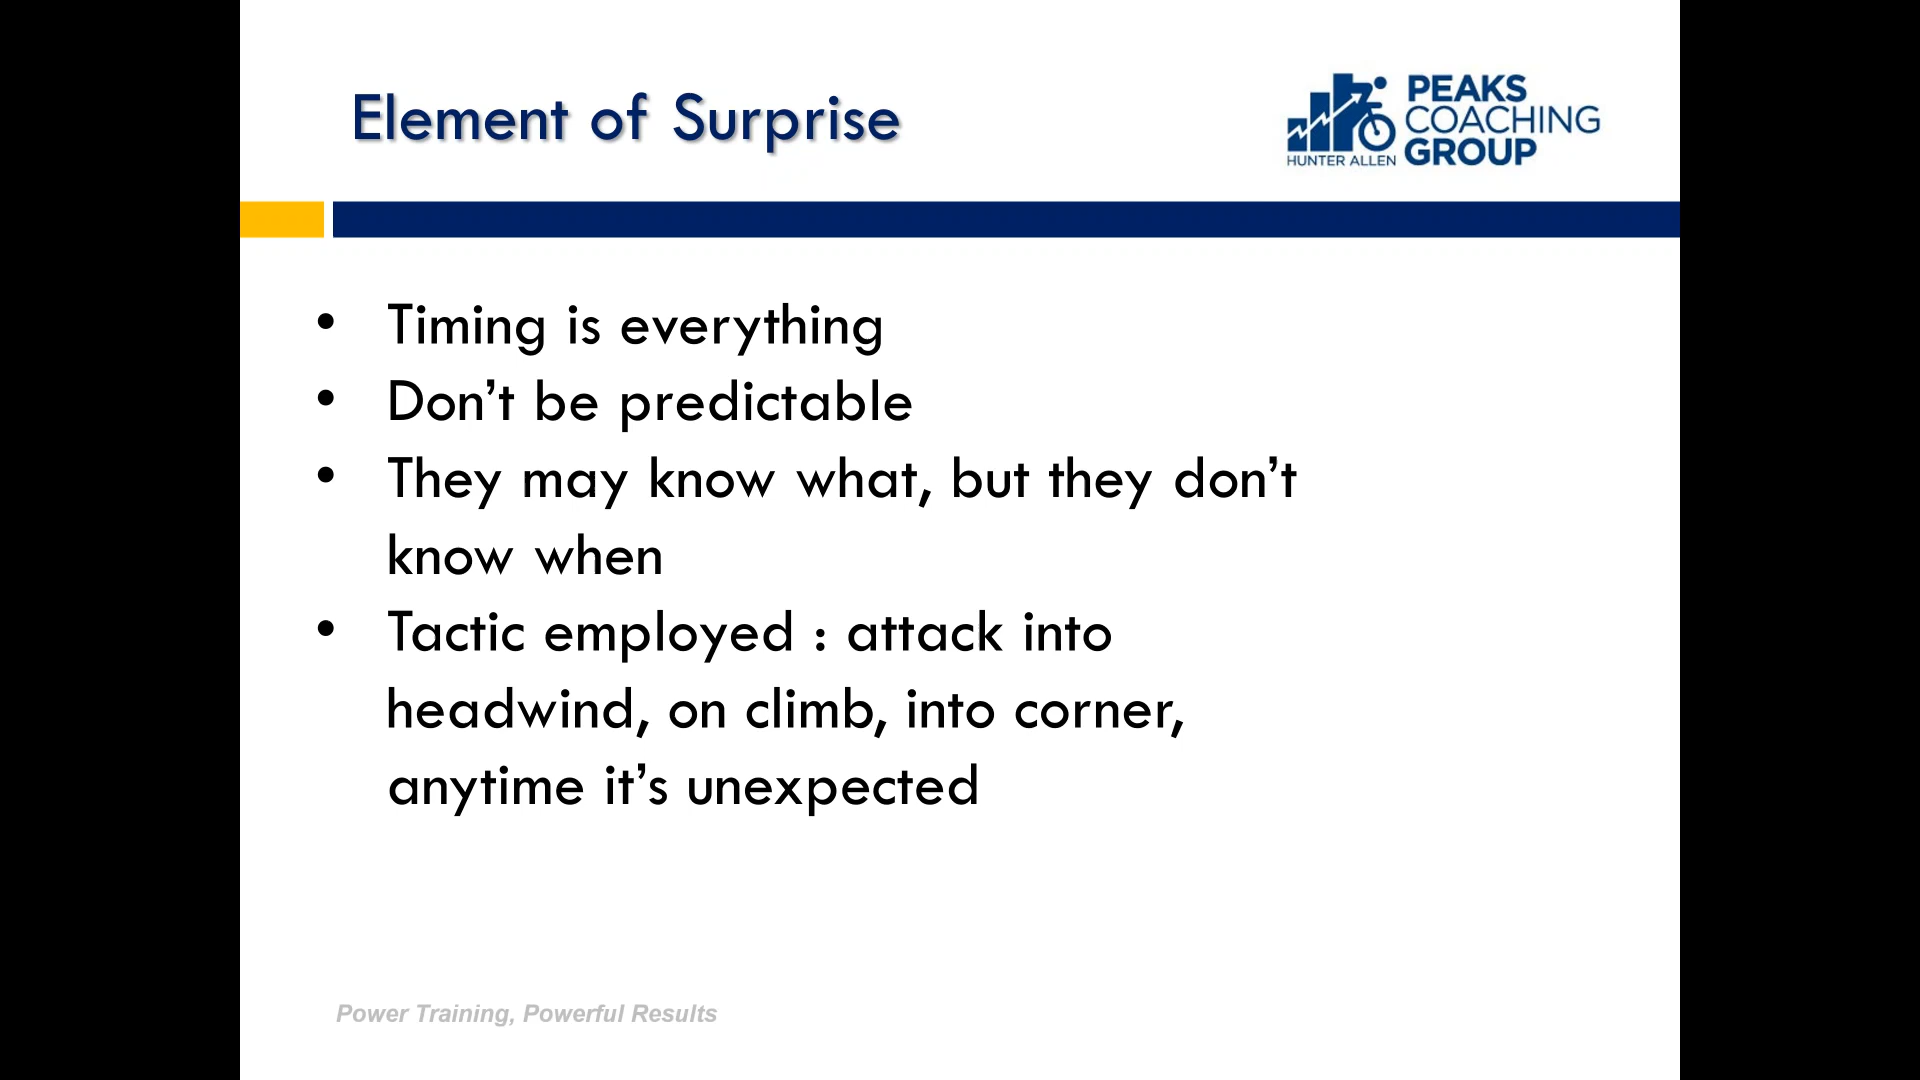 Element of Surprise
PEAKS
COACHING
HUNTER ALLEN GROUP
• Timing is everything
• Don’t be predictable
• They may know what, but they don’t
know when
• Tactic employed : attack into
headwind, on climb, into corner,
anytime it’s unexpected
Power Training, Powerful Results